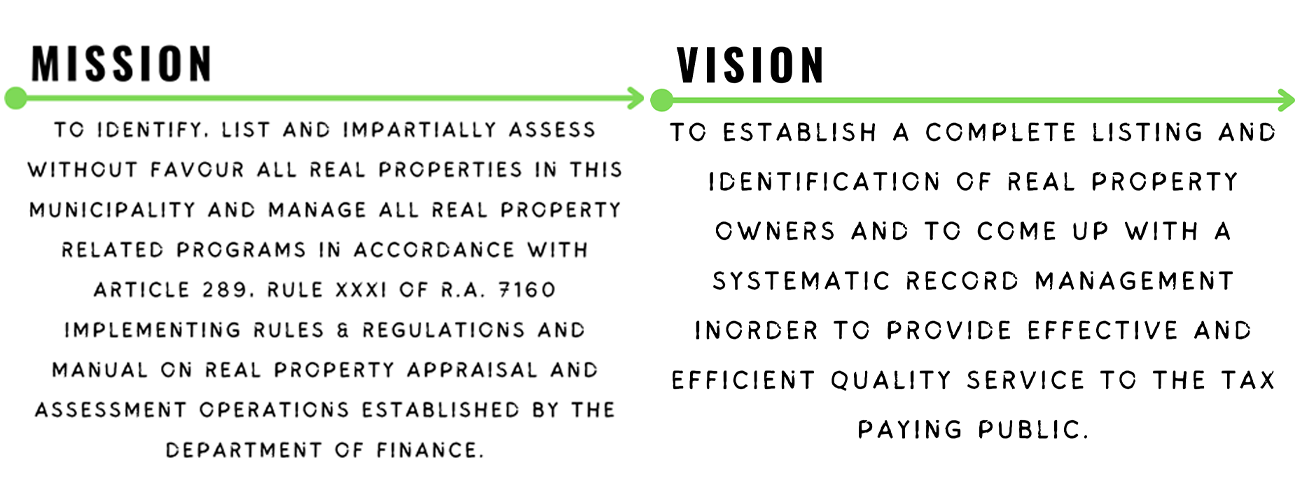 MISSION
TO IDENTIFY, LIST AND IMPARTIALLY ASSESS
WITHOUT FAVOUR ALL REAL PROPERTIES IN THIS
MUNICIPALITY AND MANAGE ALL REAL PROPERTY
RELATED PROGRAMS IN ACCORDANCE WITH
ARTICLE 289, RULE XXXI OF R.A. 7160
IMPLEMENTING RULES & REGULATIONS AND
MANUAL ON REAL PROPERTY APPRAISAL AND
ASSESSMENT OPERATIONS ESTABLISHED BY THE
DEPARTMENT OF FINANCE.
VISION
TO ESTABLISH A COMPLETE LISTING AND
IDENTIFICATION OF REAL PROPERTY
OWNERS AND TO COME UP WITH A
SYSTEMATIC RECORD MANAGEMENT
INORDER TO PROVIDE EFFECTIVE AND
EFFICIENT QUALITY SERVICE TO THE TAX
PAYING PUBLIC.